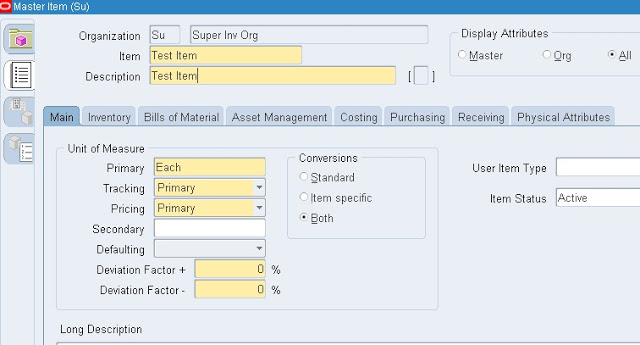 Master Item (Su)
Organization Su Super Inv Org
Display Attributes
Item Test Item
Master Org All
Description Test Item [ ]
Main Inventory Bills of Material Asset Management Costing Purchasing Receiving Physical Attributes
Unit of Measure
Conversions
Primary Each
User Item Type
Standard
Tracking Primary
Item specific
Item Status Active
Pricing Primary
Both
Secondary
Defaulting
Deviation Factor + 0 %
Deviation Factor - 0 %
Long Description